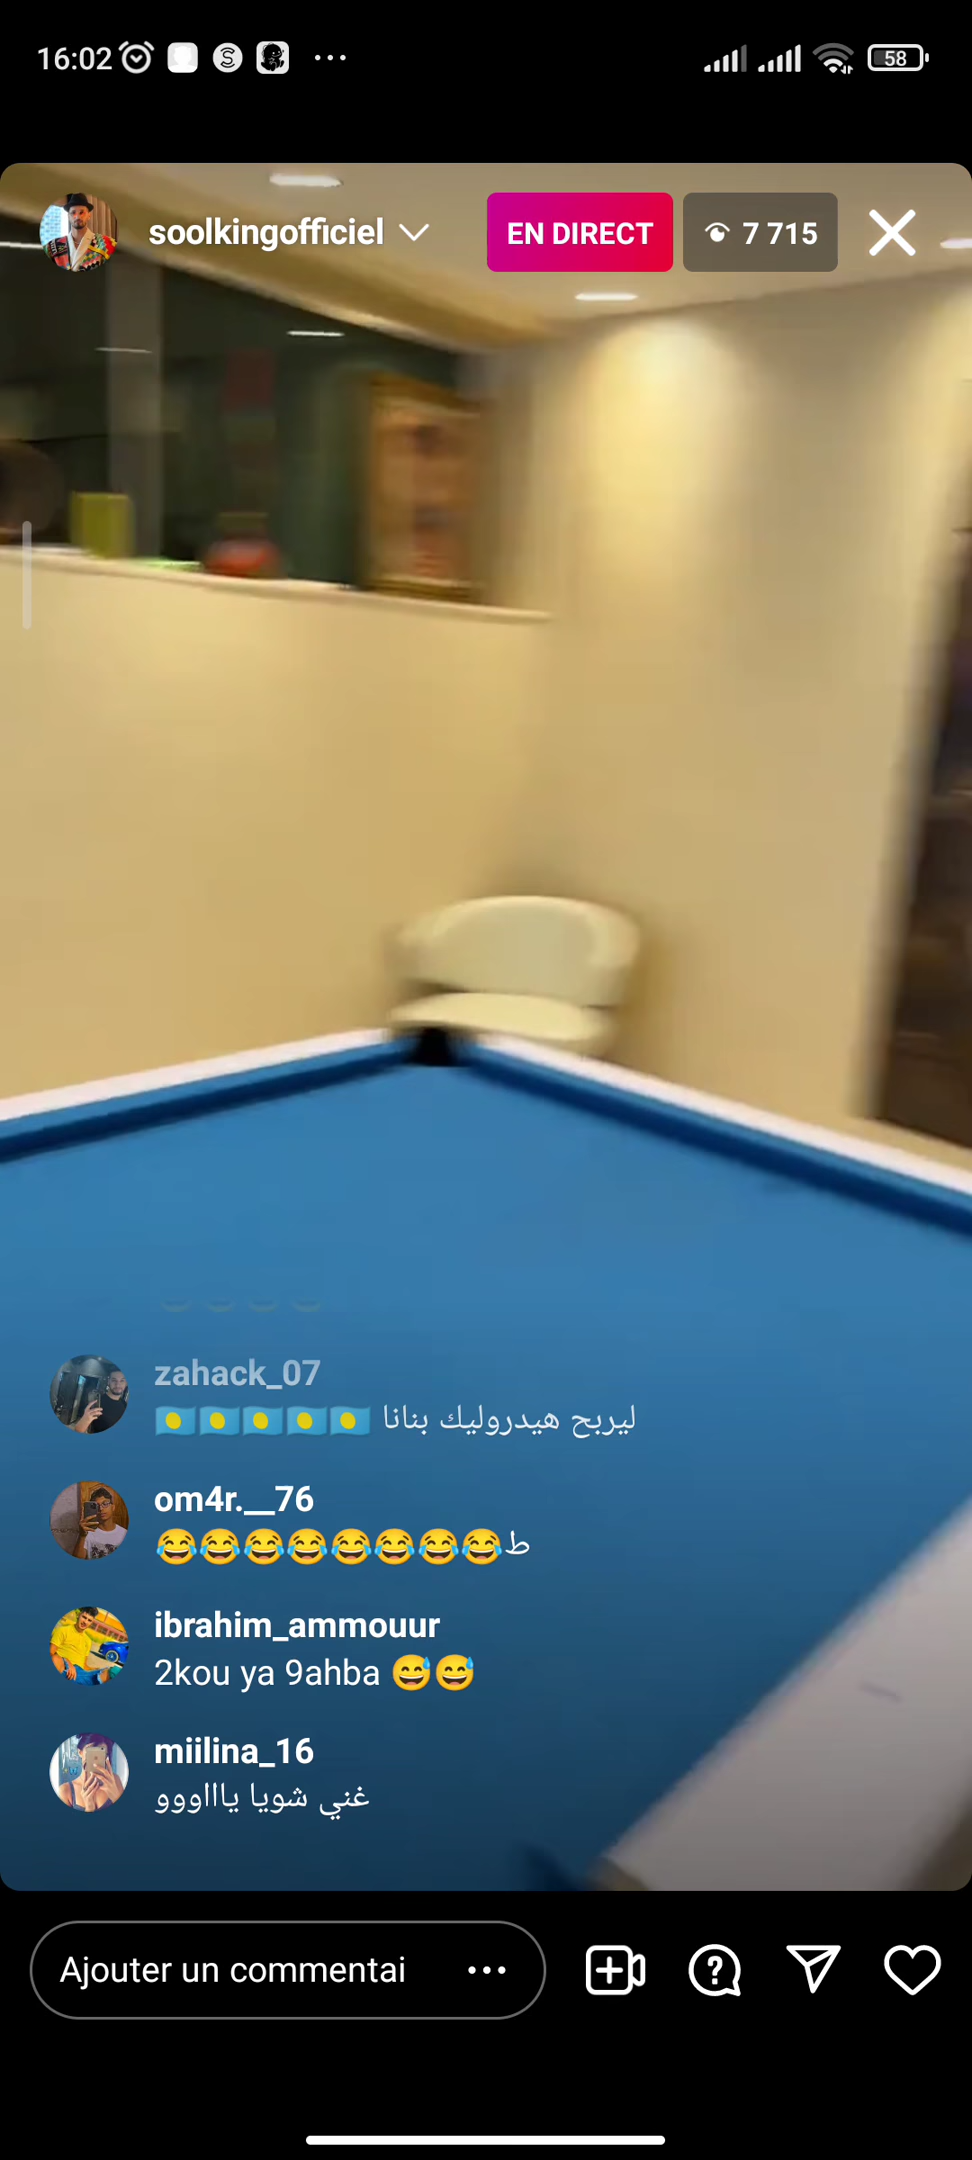 16:02
58
soolkingofficiel
EN DIRECT
7 715
zahack_07
ليربح هيدروليك بنانا 🇵🇼🇵🇼🇵🇼🇵🇼🇵🇼
om4r.__76
ط😂😂😂😂😂😂😂😂
ibrahim_ammouur
2kou ya 9ahba 😅😅
miilina_16
غني شويا ياااووو
Ajouter un commentai